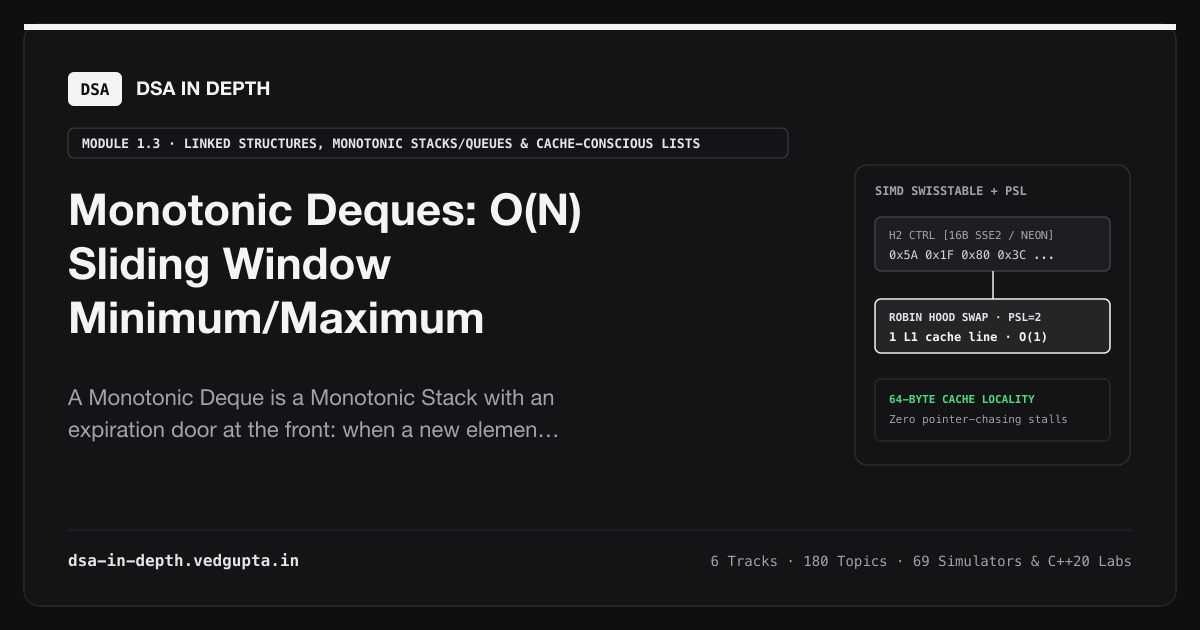 DSA
DSA IN DEPTH
MODULE 1.3 · LINKED STRUCTURES, MONOTONIC STACKS/QUEUES & CACHE-CONSCIOUS LISTS
Monotonic Deques: O(N)
Sliding Window
Minimum/Maximum
A Monotonic Deque is a Monotonic Stack with an
expiration door at the front: when a new elemen…
SIMD SWISSTABLE + PSL
H2 CTRL [16B SSE2 / NEON]
0x5A 0x1F 0x80 0x3C ...
ROBIN HOOD SWAP · PSL=2
1 L1 cache line · O(1)
64-BYTE CACHE LOCALITY
Zero pointer-chasing stalls
dsa-in-depth.vedgupta.in
6 Tracks · 180 Topics · 69 Simulators & C++20 Labs